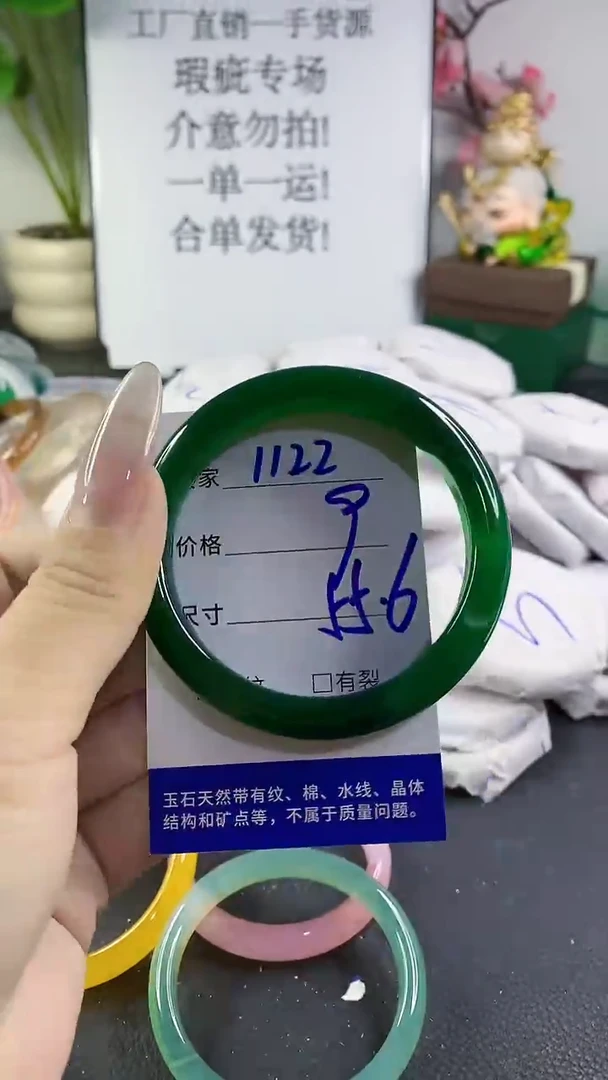 工厂直销一手货源
瑕疵专场
介意勿拍!
一单一运!
合单发货!
家 1122
价格
尺寸 55.6
纹 □有裂
玉石天然带有纹、棉、水线、晶体
结构和矿点等，不属于质量问题。